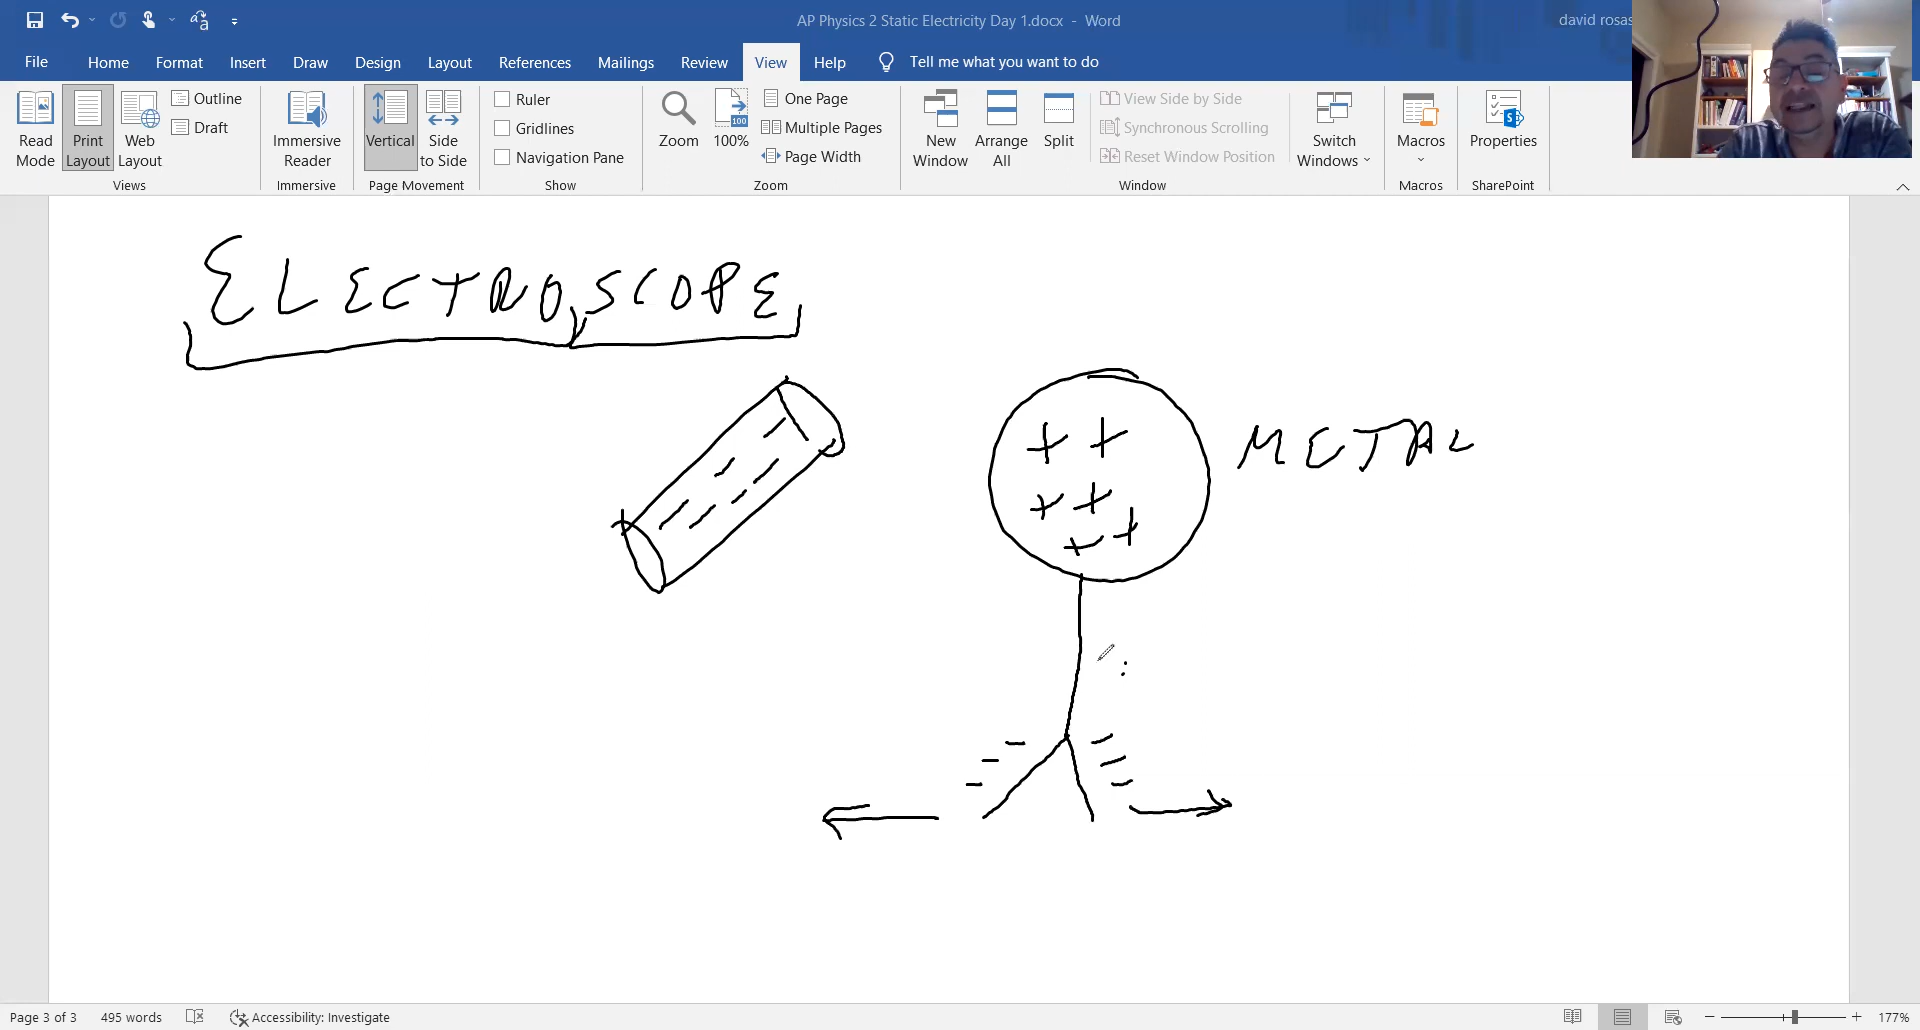 AP Physics 2 Static Electricity Day 1.docx - Word
david rosas
File Home Format Insert Draw Design Layout References Mailings Review View Help Tell me what you want to do
Read Mode
Print Layout
Web Layout
Outline
Draft
Views
Immersive Reader
Immersive
Vertical
Side to Side
Page Movement
Ruler
Gridlines
Navigation Pane
Show
Zoom
100%
100
One Page
Multiple Pages
Page Width
Zoom
New Window
Arrange All
Split
View Side by Side
Synchronous Scrolling
Reset Window Position
Window
Switch Windows
Macros
Macros
Properties
SharePoint
ELECTROSCOPE
METAL
+ +
+ +
+ +
Page 3 of 3 495 words Accessibility: Investigate
177%